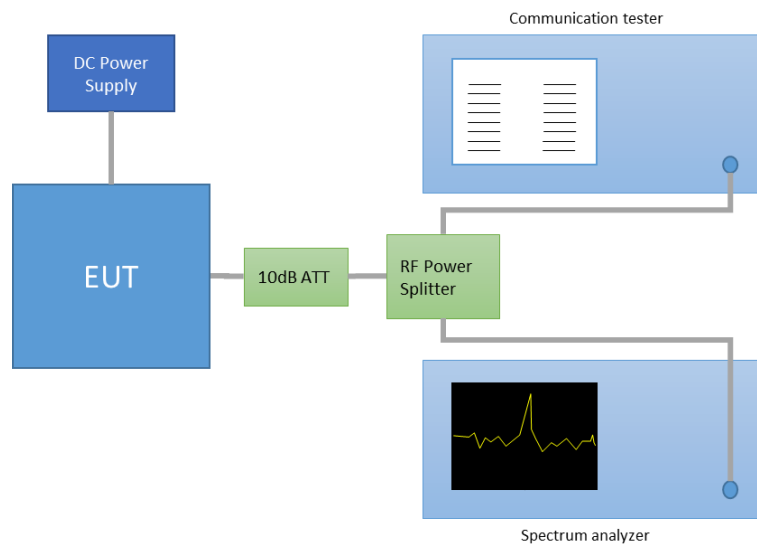 Communication tester
DC Power
Supply
EUT
10dB ATT
RF Power
Splitter
Spectrum analyzer